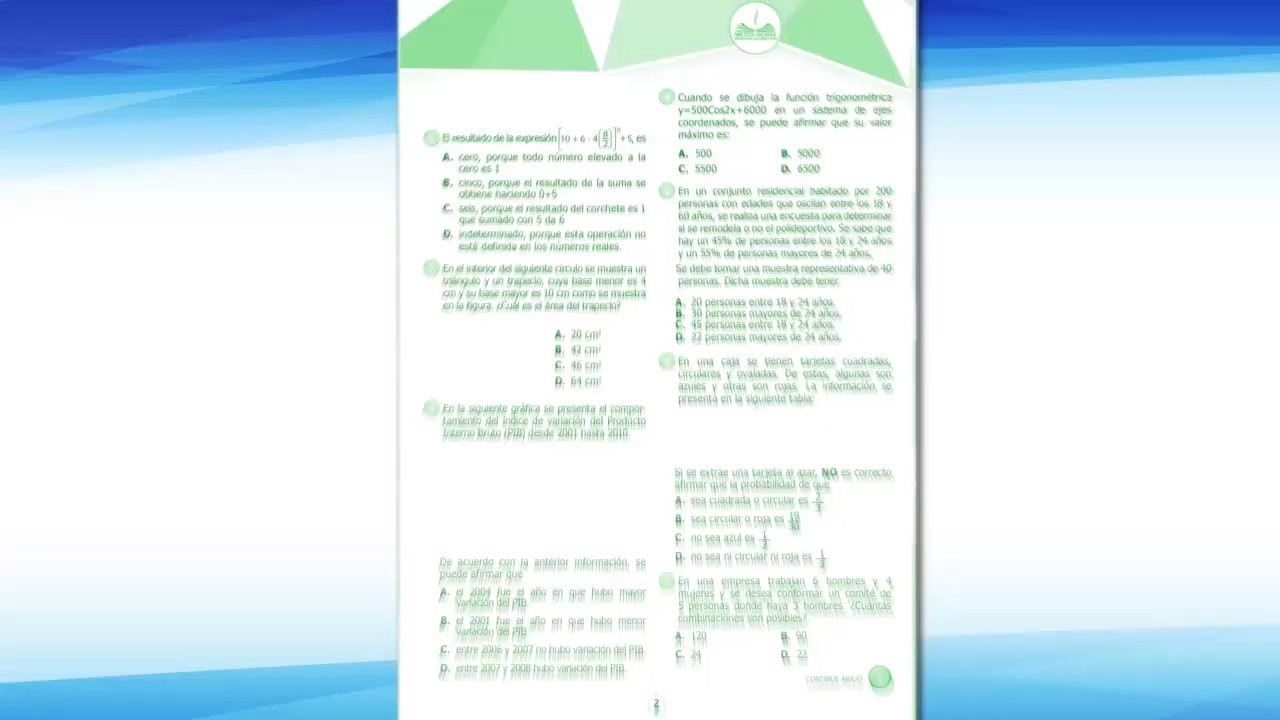 El resultado de la expresión [10 + 6 · 4(8/2)]⁰ + 5, es
A. cero, porque todo número elevado a la
cero es 1
B. cinco, porque el resultado de la suma se
obtiene haciendo 0+5
C. seis, porque el resultado del corchete es 1
que sumado con 5 da 6
D. indeterminado, porque esta operación no
está definida en los números reales.
En el interior del siguiente círculo se muestra un
triángulo y un trapecio, cuya base menor es 4
cm y su base mayor es 10 cm como se muestra
en la figura. ¿Cuál es el área del trapecio?
A. 20 cm²
B. 42 cm²
C. 46 cm²
D. 64 cm²
En la siguiente gráfica se presenta el compor-
tamiento del índice de variación del Producto
Interno Bruto (PIB) desde 2001 hasta 2010.
De acuerdo con la anterior información, se
puede afirmar que
A. el 2004 fue el año en que hubo mayor
variación del PIB.
B. el 2001 fue el año en que hubo menor
variación del PIB.
C. entre 2006 y 2007 no hubo variación del PIB.
D. entre 2007 y 2008 hubo variación del PIB.
4 Cuando se dibuja la función trigonométrica
y=500Cos2x+6000 en un sistema de ejes
coordenados, se puede afirmar que su valor
máximo es:
A. 500 B. 5000
C. 5500 D. 6500
En un conjunto residencial habitado por 200
personas con edades que oscilan entre los 18 y
60 años, se realiza una encuesta para determinar
si se remodela o no el polideportivo. Se sabe que
hay un 45% de personas entre los 18 y 24 años
y un 55% de personas mayores de 24 años.
Se debe tomar una muestra representativa de 40
personas. Dicha muestra debe tener
A. 20 personas entre 18 y 24 años.
B. 30 personas mayores de 24 años.
C. 45 personas entre 18 y 24 años.
D. 22 personas mayores de 24 años.
En una caja se tienen tarjetas cuadradas,
circulares y ovaladas. De estas, algunas son
azules y otras son rojas. La información se
presenta en la siguiente tabla:
Si se extrae una tarjeta al azar, NO es correcto
afirmar que la probabilidad de que
A. sea cuadrada o circular es 2/3
B. sea circular o roja es 19/30
C. no sea azul es 1/2
D. no sea ni circular ni roja es 1/3
En una empresa trabajan 6 hombres y 4
mujeres y se desea conformar un comité de
5 personas donde haya 3 hombres. ¿Cuántas
combinaciones son posibles?
A. 120 B. 90
C. 24 D. 22
CONTINUE ABAJO
2